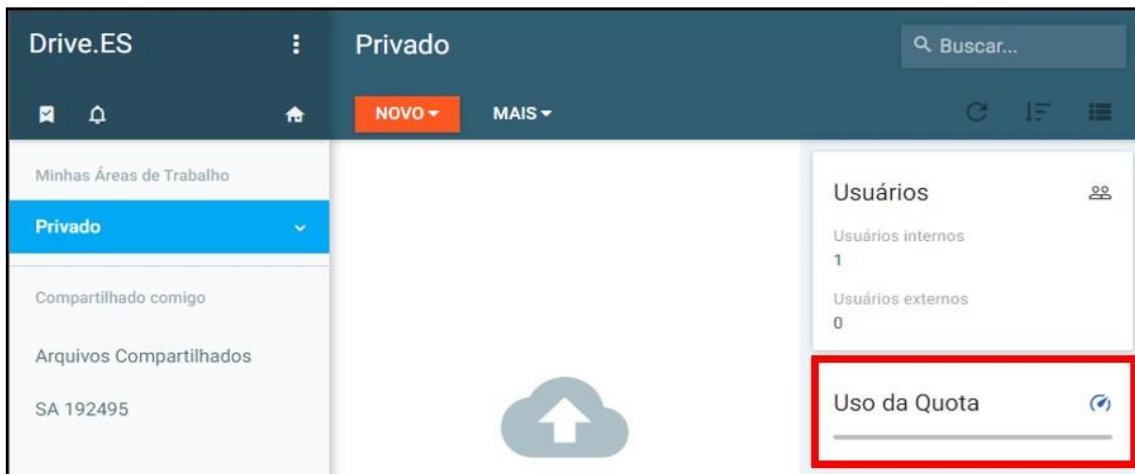 Drive.ES
Privado
Buscar...
NOVO
MAIS
Minhas Áreas de Trabalho
Privado
Compartilhado comigo
Arquivos Compartilhados
SA 192495
Usuários
Usuários internos
1
Usuários externos
0
Uso da Quota